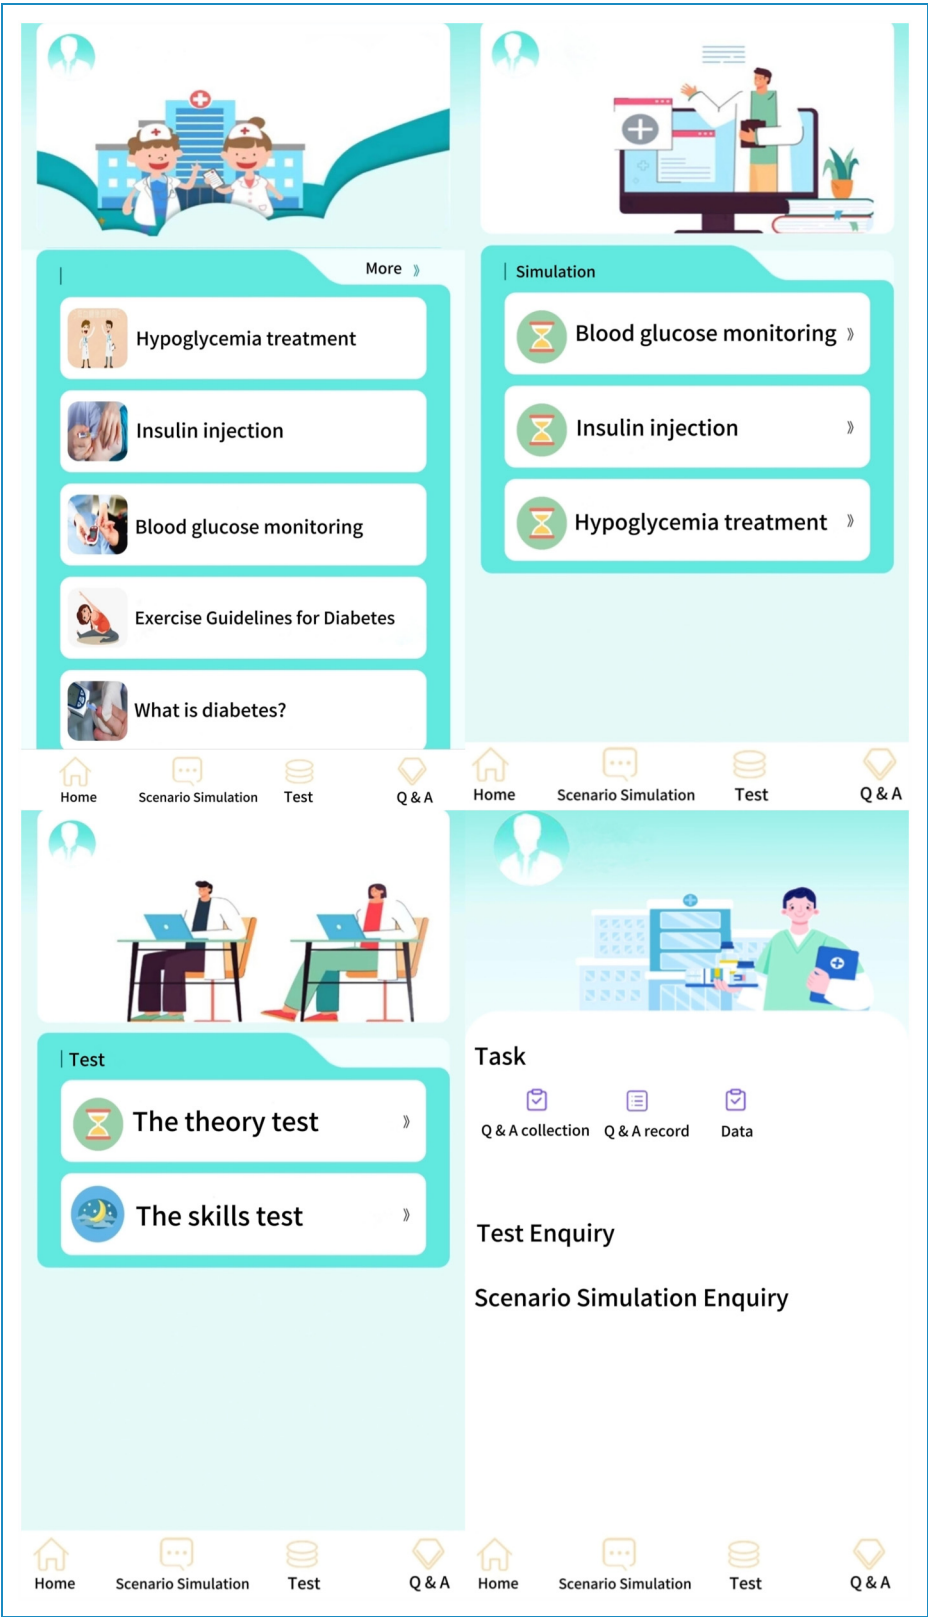 More 》
Hypoglycemia treatment
Insulin injection
Blood glucose monitoring
Exercise Guidelines for Diabetes
What is diabetes?
Home Scenario Simulation Test Q & A
Simulation
Blood glucose monitoring 》
Insulin injection 》
Hypoglycemia treatment 》
Home Scenario Simulation Test Q & A
Test
The theory test 》
The skills test 》
Home Scenario Simulation Test Q & A
Task
Q & A collection Q & A record Data
Test Enquiry
Scenario Simulation Enquiry
Home Scenario Simulation Test Q & A